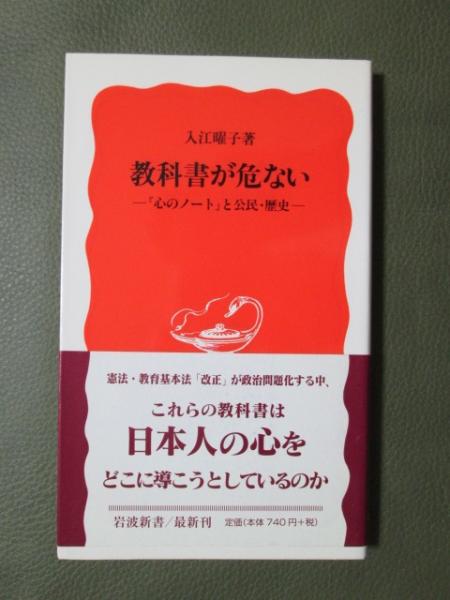 入江曜子著
教科書が危ない
―『心のノート』と公民・歴史―
憲法・教育基本法「改正」が政治問題化する中、
これらの教科書は
日本人の心を
どこに導こうとしているのか
岩波新書/最新刊 定価(本体740円+税)